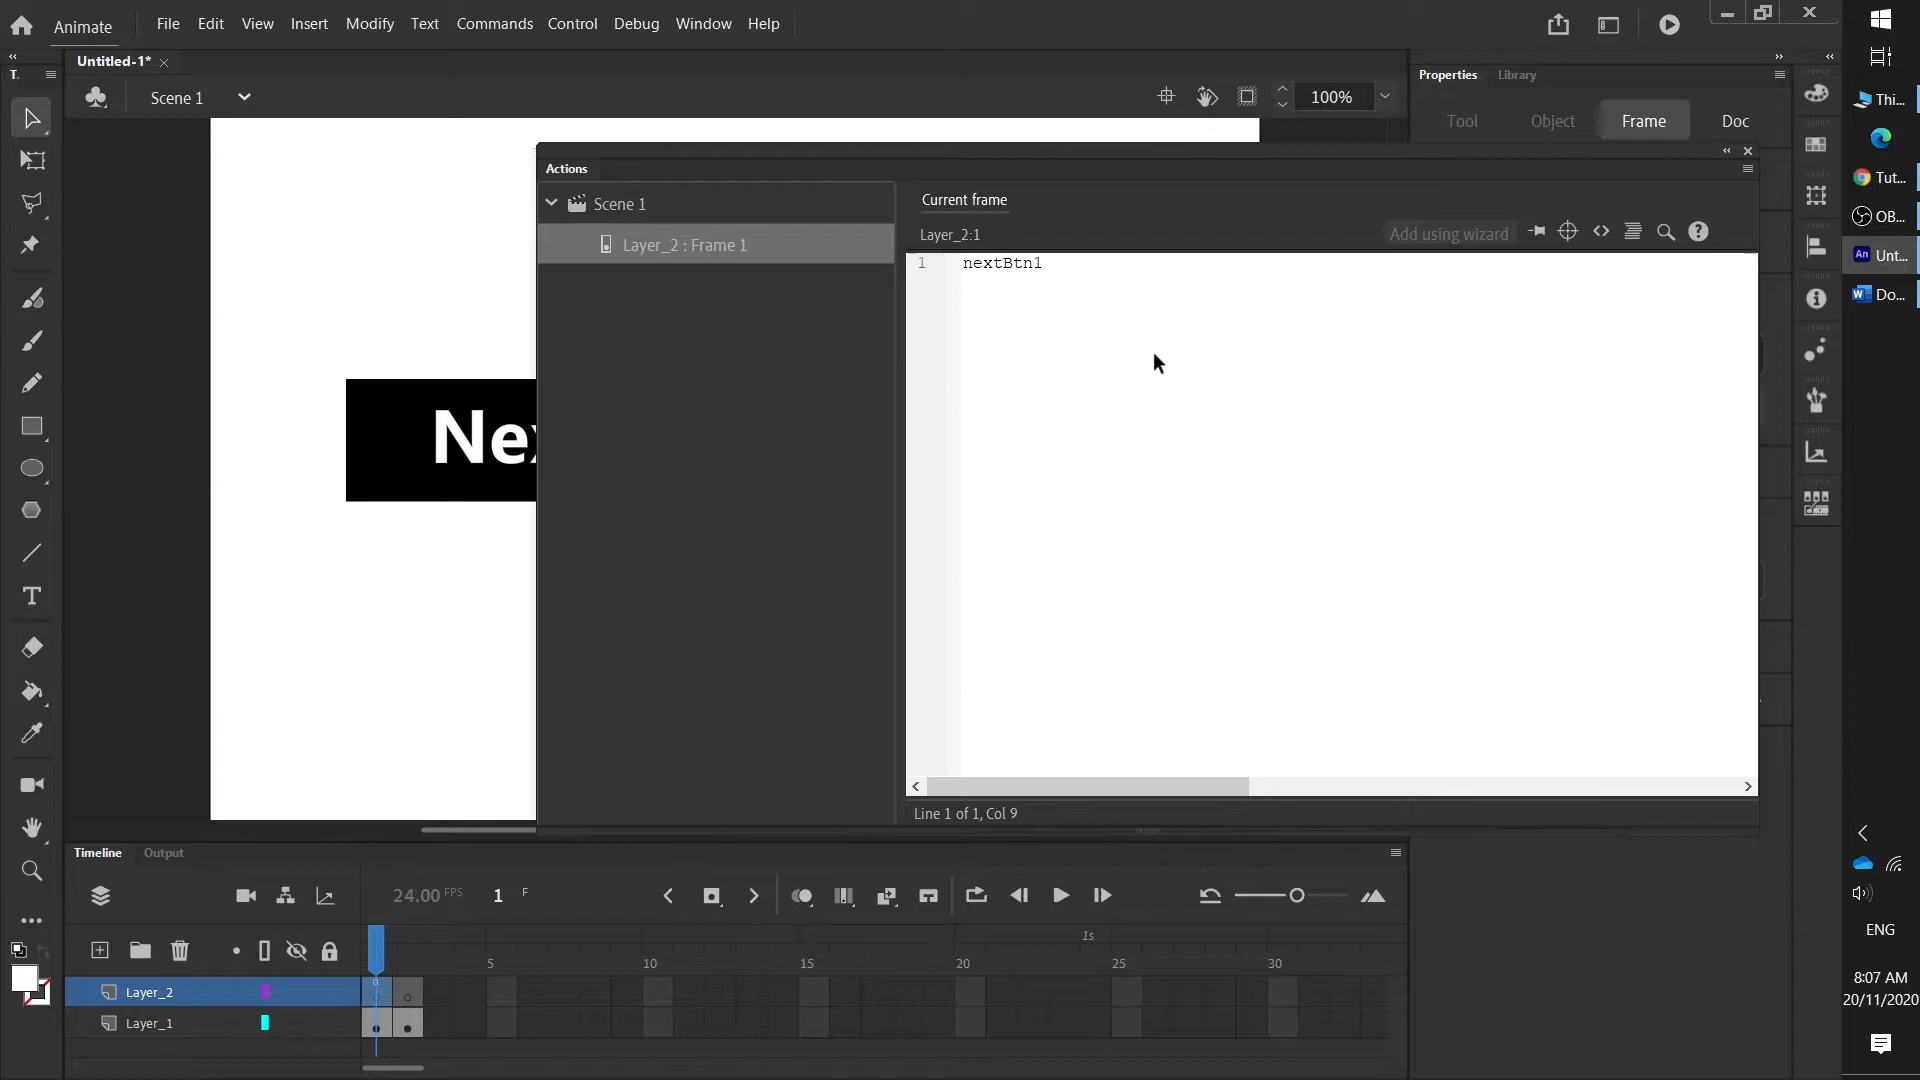 Animate File Edit View Insert Modify Text Commands Control Debug Window Help
Untitled-1*
T. Properties Library
Scene 1 100%
Tool Object Frame Doc
Actions
Scene 1
Layer_2 : Frame 1
Current frame
Layer_2:1 Add using wizard
1 nextBtn1
Line 1 of 1, Col 9
Timeline Output
24.00 FPS 1 F
1s
5 10 15 20 25 30
Layer_2
Layer_1
Thi...
Tut...
OB...
An Unt...
W Do...
ENG
8:07 AM
20/11/2020